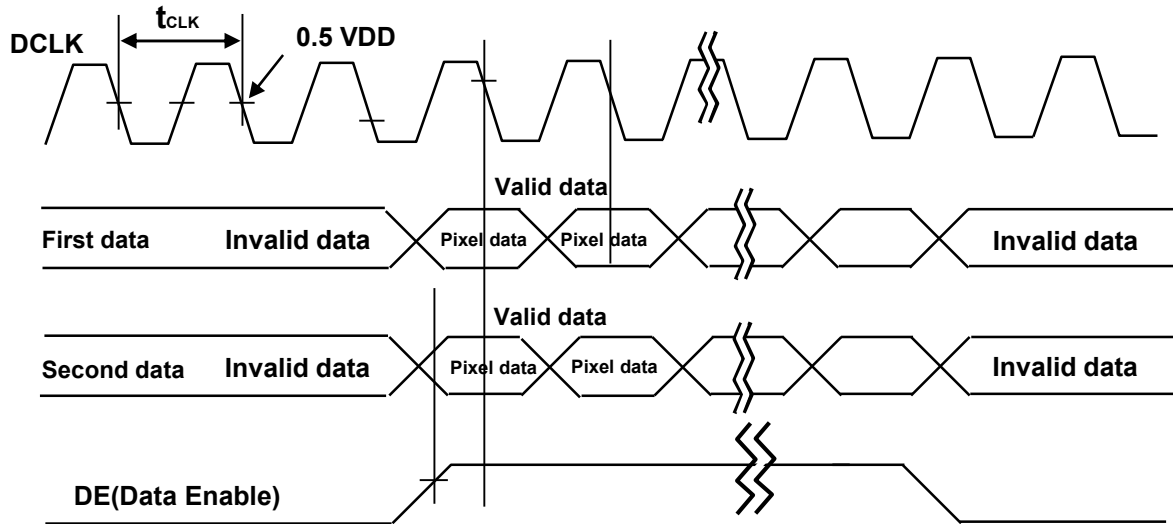 tCLK
DCLK
0.5 VDD
Valid data
First data
Invalid data
Pixel data
Pixel data
Invalid data
Valid data
Second data
Invalid data
Pixel data
Pixel data
Invalid data
DE(Data Enable)